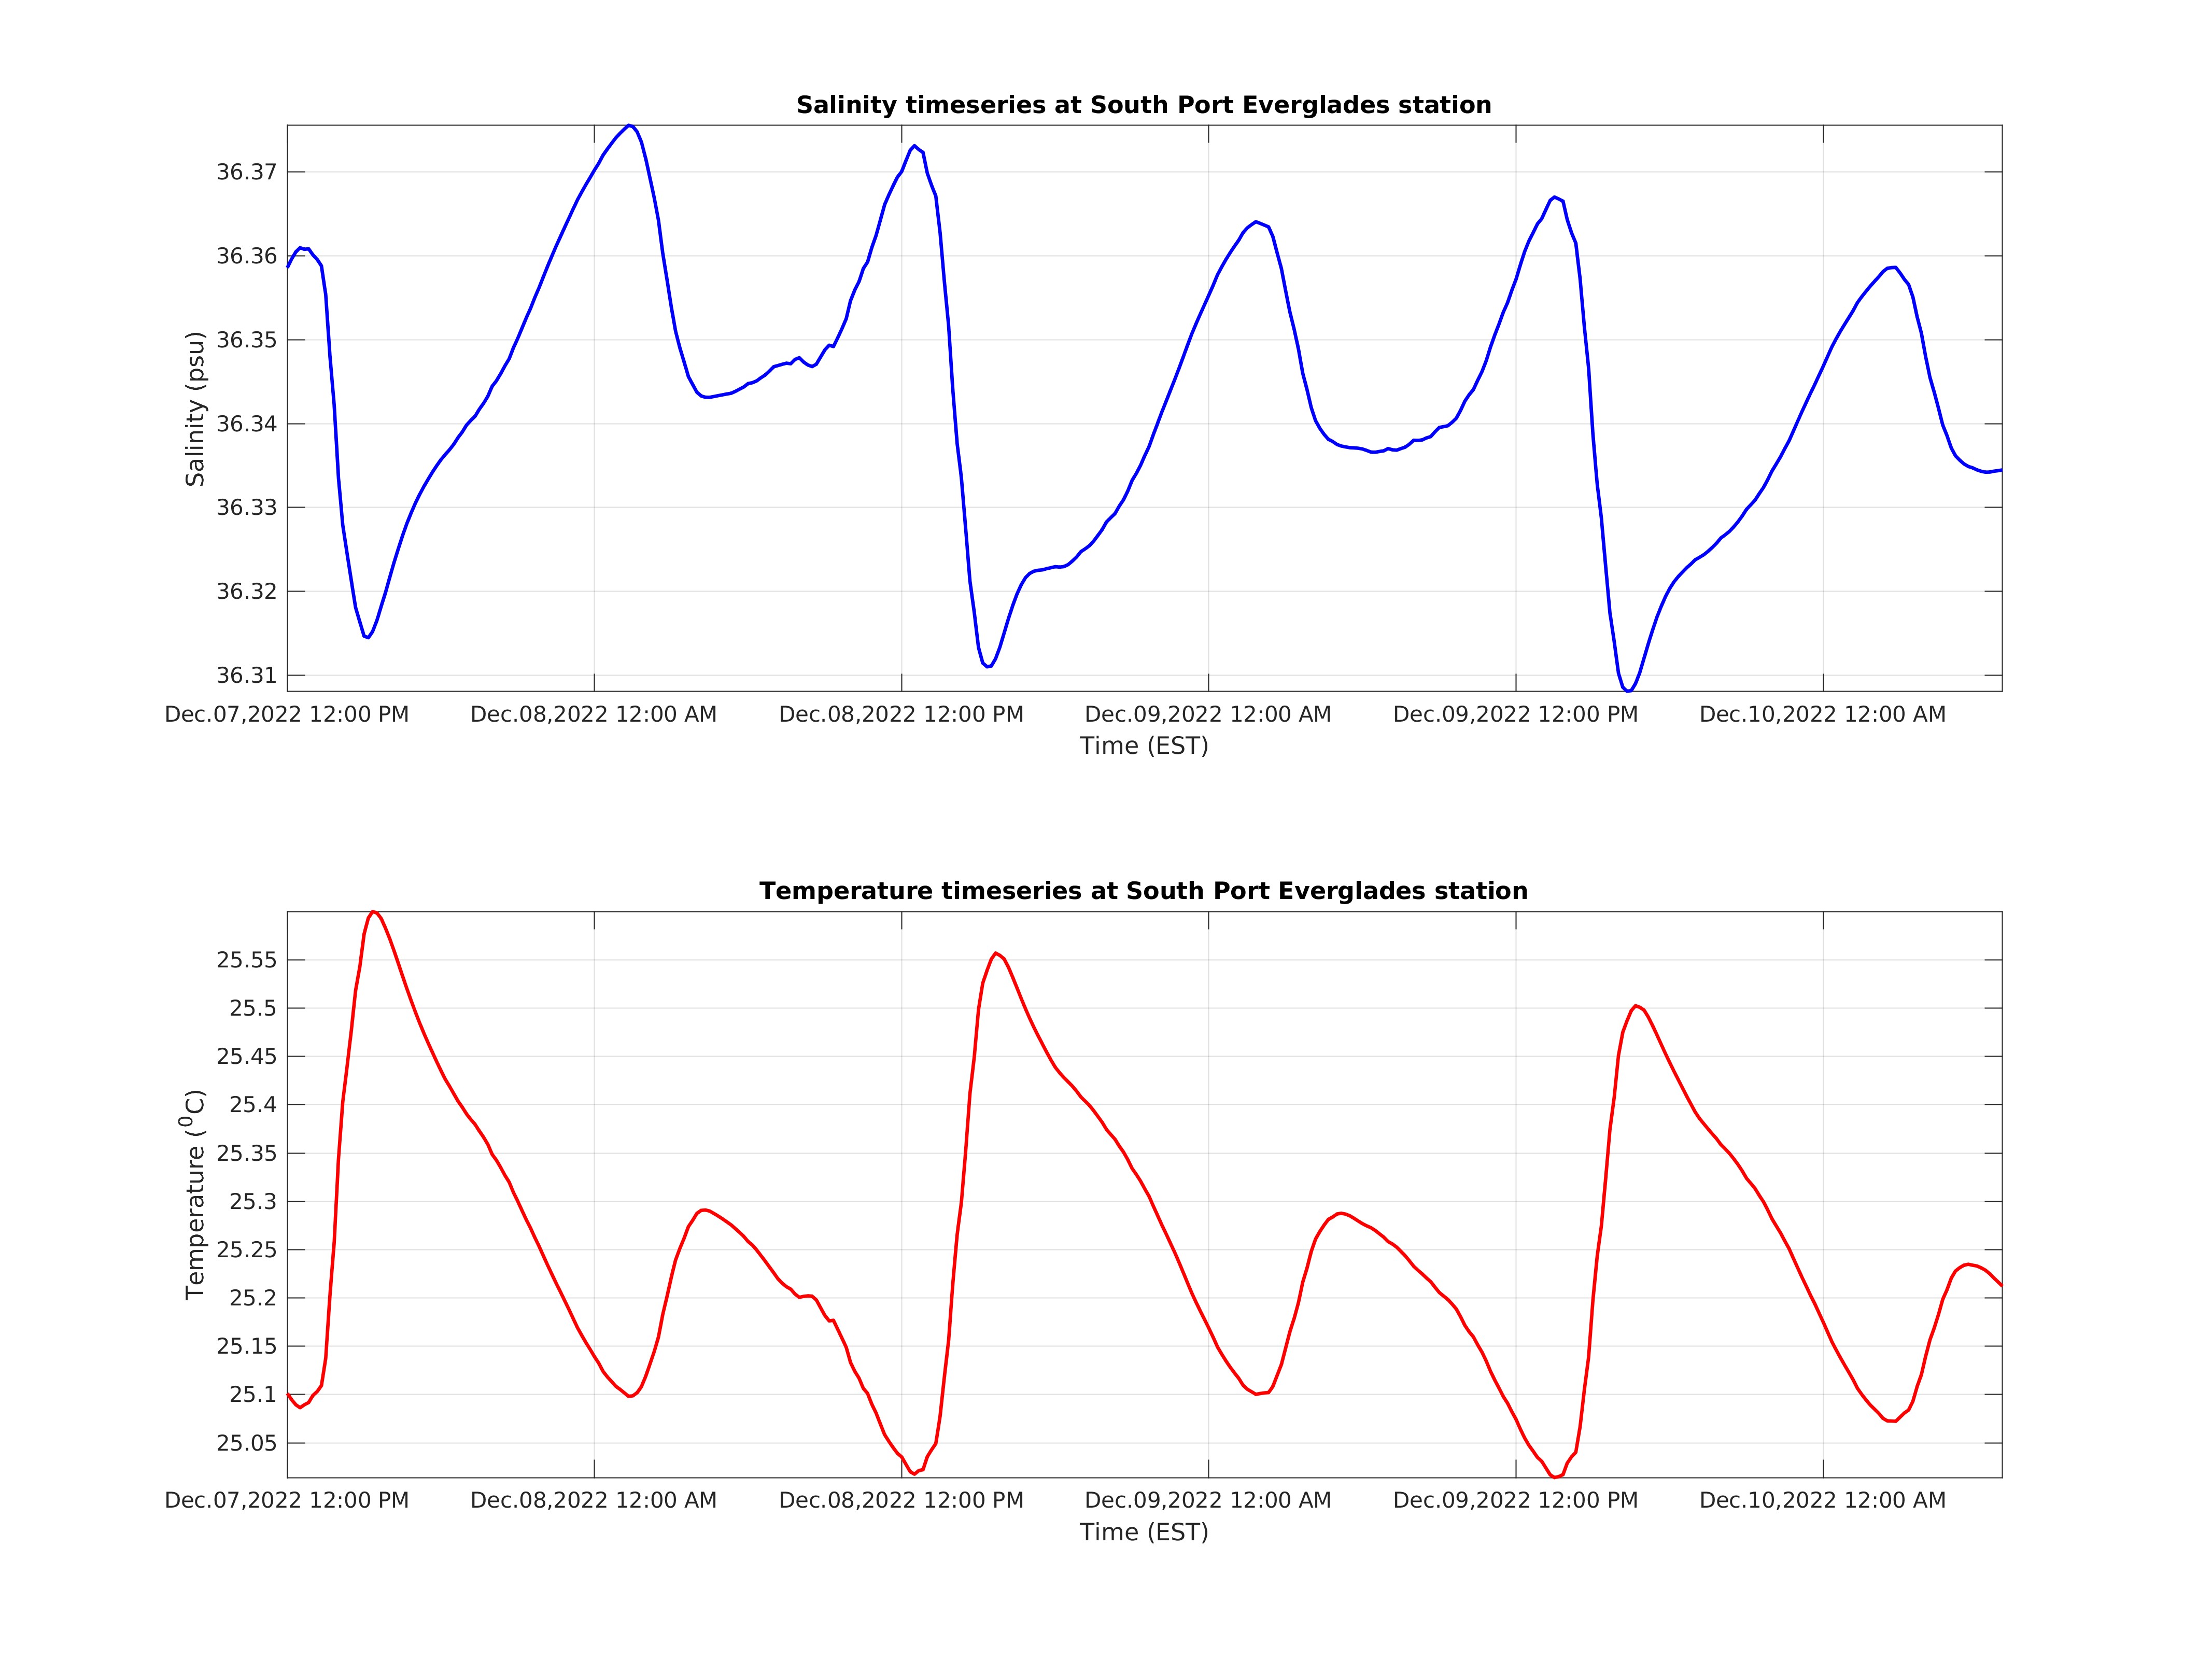 Salinity timeseries at South Port Everglades station
36.37
36.36
36.35
36.34
36.33
36.32
36.31
Salinity (psu)
Dec.07,2022 12:00 PM Dec.08,2022 12:00 AM Dec.08,2022 12:00 PM Dec.09,2022 12:00 AM Dec.09,2022 12:00 PM Dec.10,2022 12:00 AM
Time (EST)
Temperature timeseries at South Port Everglades station
25.55
25.5
25.45
25.4
25.35
25.3
25.25
25.2
25.15
25.1
25.05
Temperature (⁰C)
Dec.07,2022 12:00 PM Dec.08,2022 12:00 AM Dec.08,2022 12:00 PM Dec.09,2022 12:00 AM Dec.09,2022 12:00 PM Dec.10,2022 12:00 AM
Time (EST)